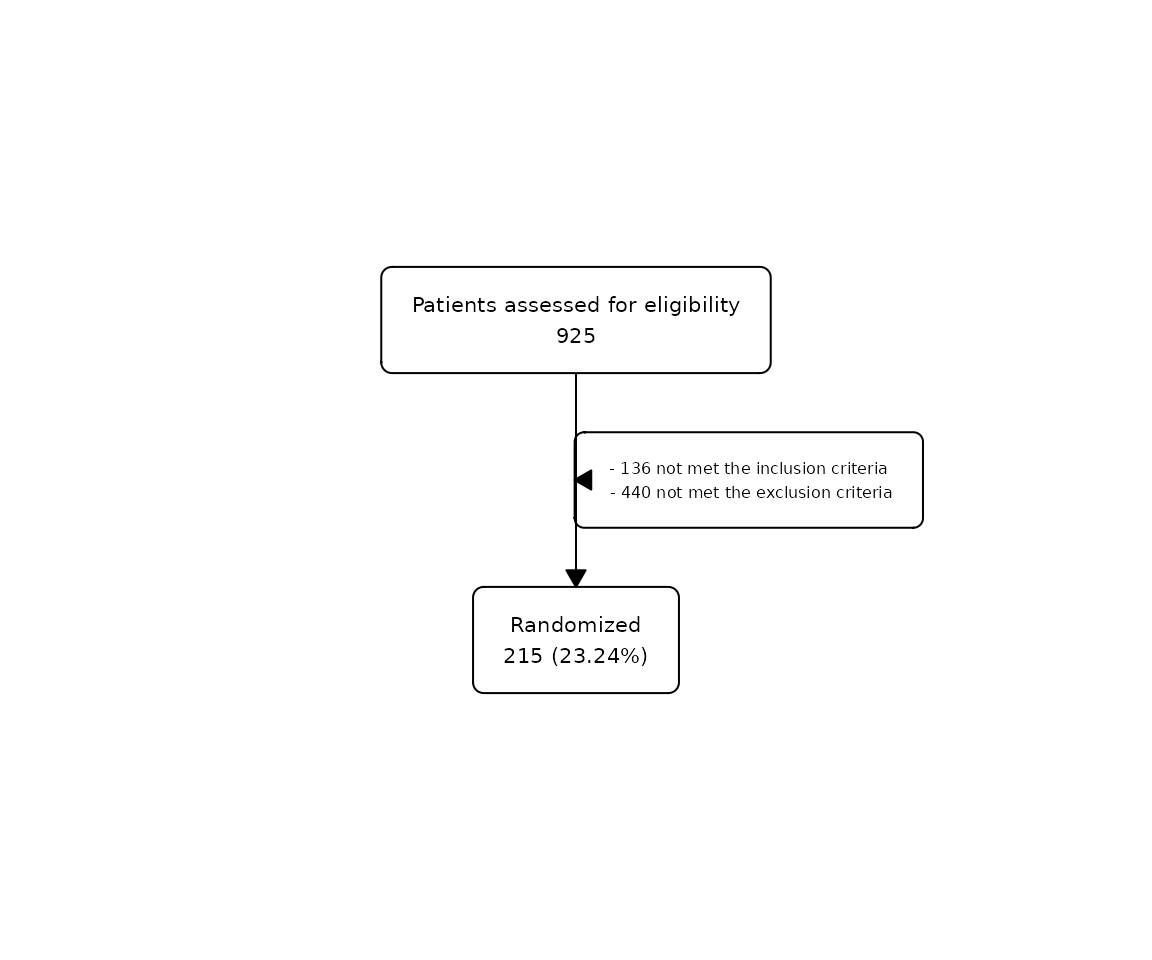 Patients assessed for eligibility
925
- 136 not met the inclusion criteria
- 440 not met the exclusion criteria
Randomized
215 (23.24%)